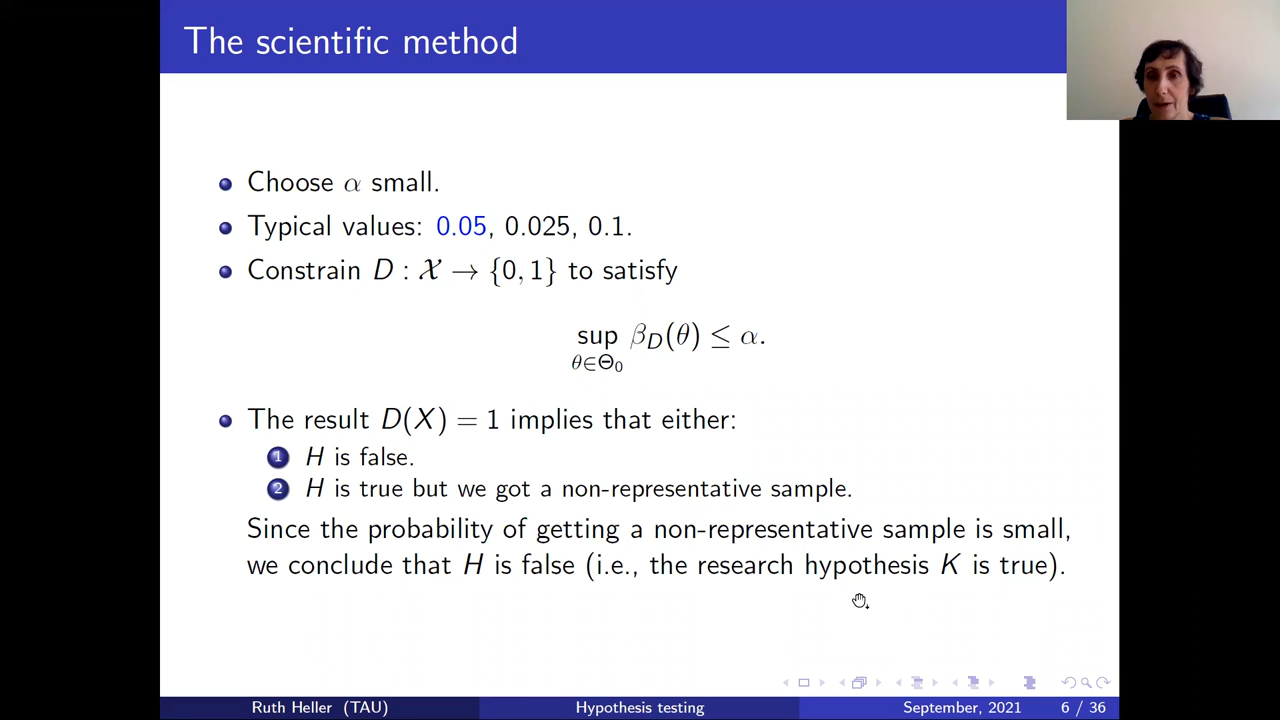 The scientific method
Choose α small.
Typical values: 0.05, 0.025, 0.1.
Constrain D : 𝒳 → {0, 1} to satisfy
sup β_D(θ) ≤ α.
θ∈Θ₀
The result D(X) = 1 implies that either:
1 H is false.
2 H is true but we got a non-representative sample.
Since the probability of getting a non-representative sample is small,
we conclude that H is false (i.e., the research hypothesis K is true).
Ruth Heller (TAU) Hypothesis testing September, 2021 6 / 36